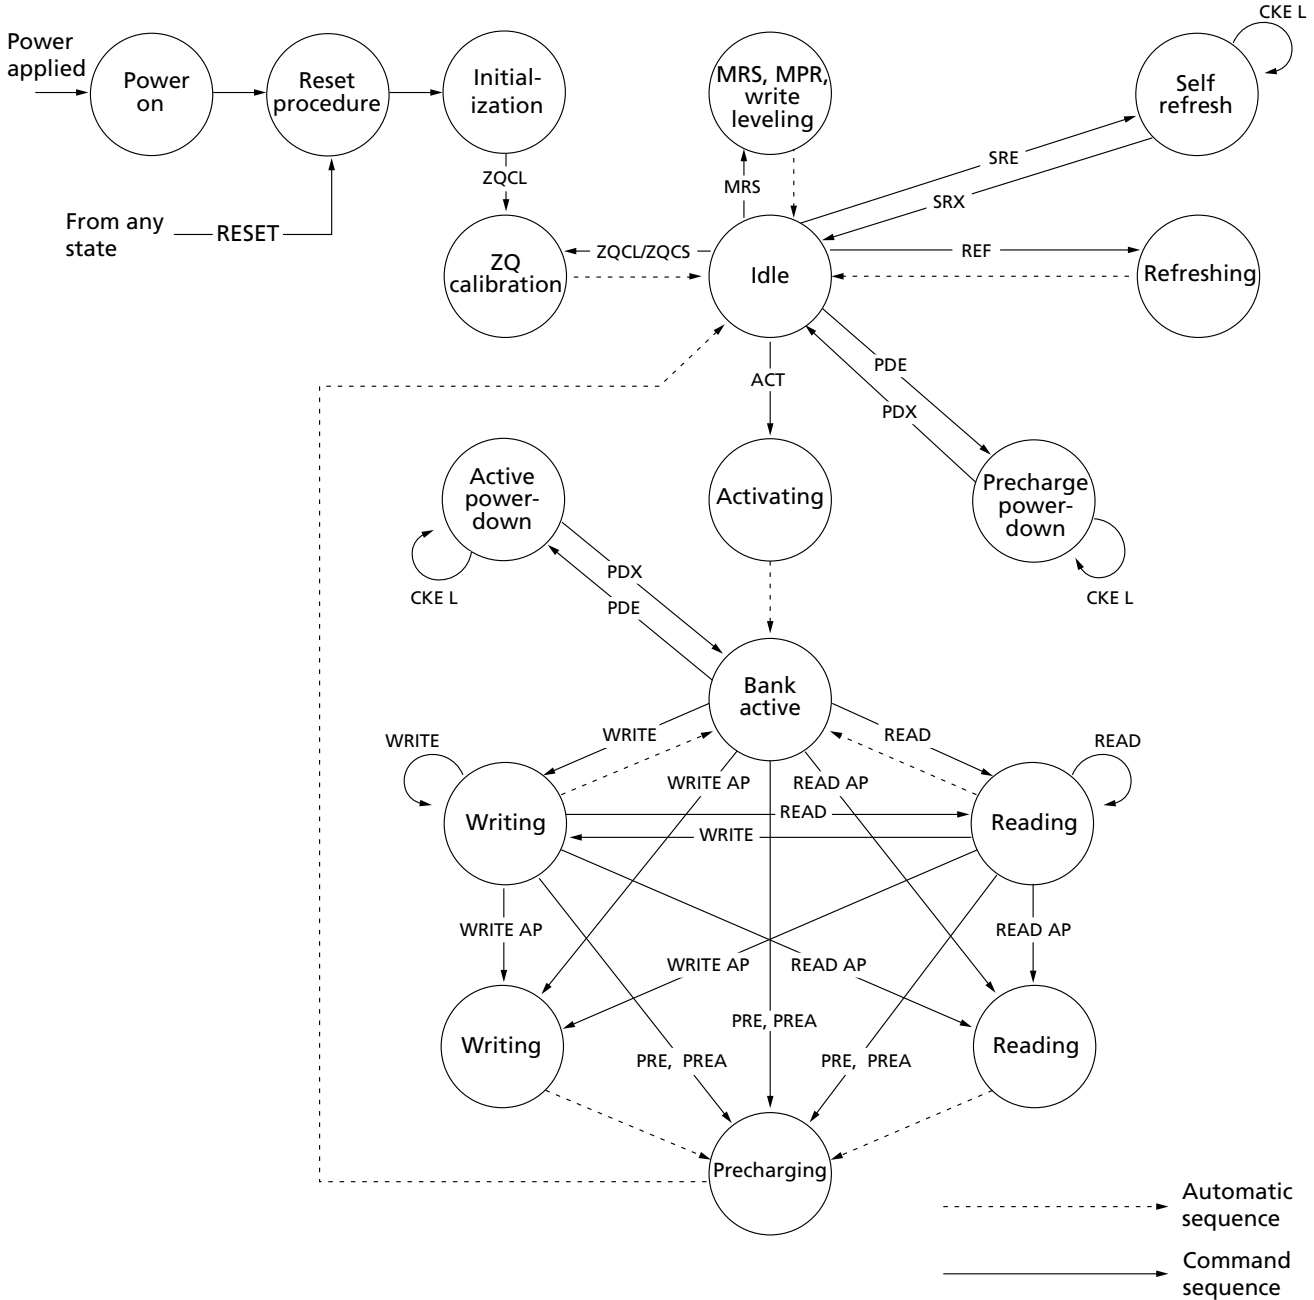 CKE L
Power
applied
Power
on
Reset
procedure
Initial-
ization
MRS, MPR,
write
leveling
Self
refresh
SRE
ZQCL
MRS
SRX
From any
state
RESET
ZQ
calibration
ZQCL/ZQCS
Idle
REF
Refreshing
PDE
ACT
PDX
Active
power-
down
Activating
Precharge
power-
down
PDX
CKE L
PDE
CKE L
Bank
active
WRITE
WRITE
READ
READ
WRITE AP
READ AP
Writing
READ
WRITE
Reading
WRITE AP
READ AP
WRITE AP
READ AP
PRE, PREA
Writing
Reading
PRE, PREA
PRE, PREA
Precharging
Automatic
sequence
Command
sequence